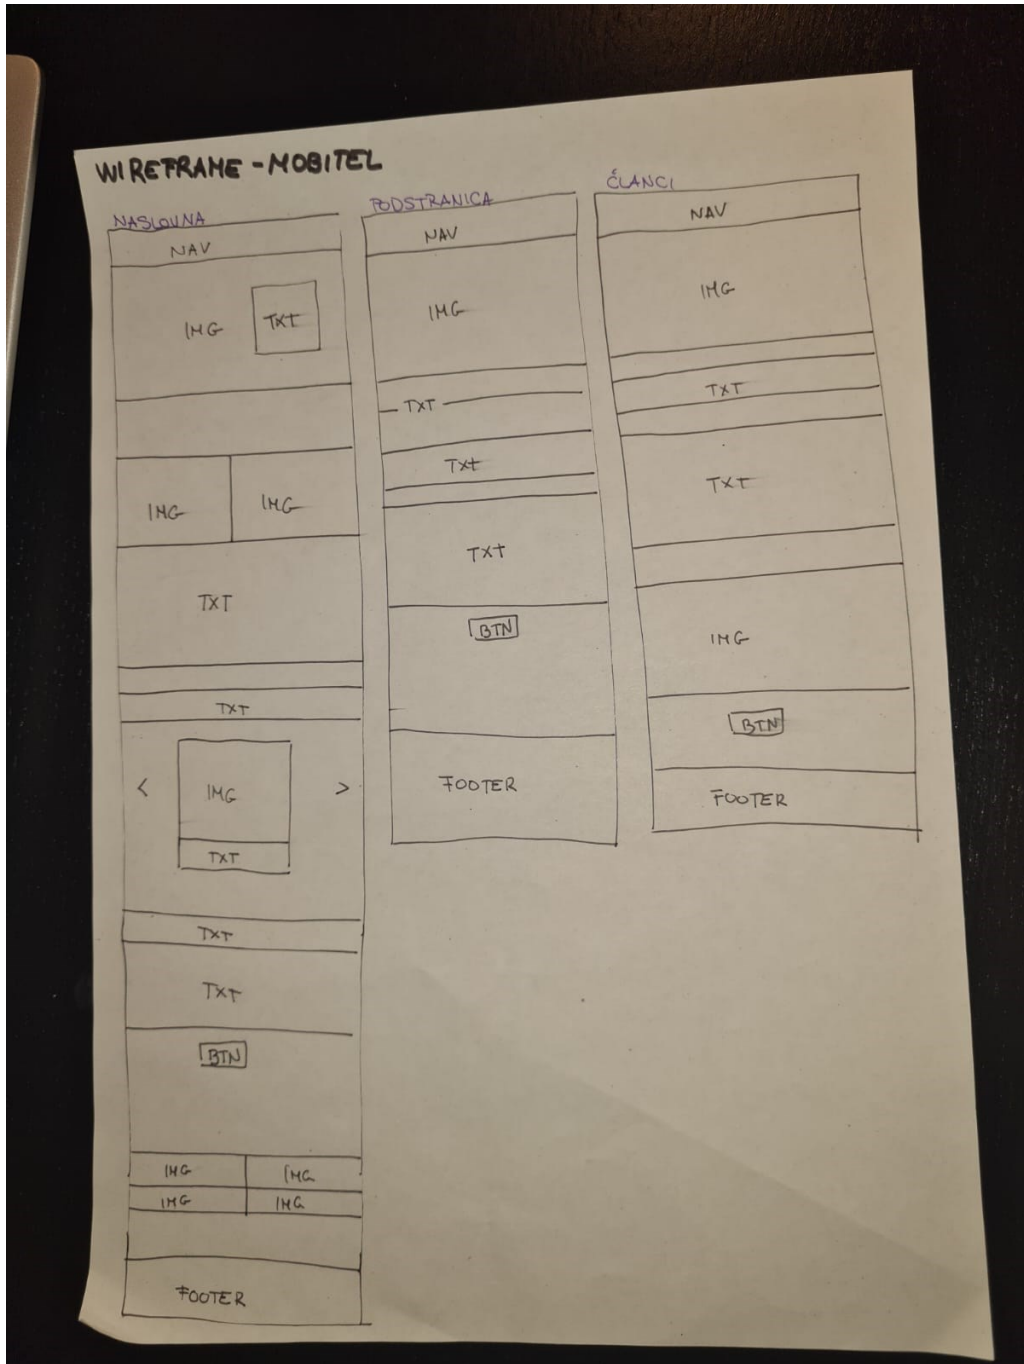 WIREFRAME - MOBITEL
NASLOVNA
NAV
IMG TXT
IMG IMG
TXT
TXT
< IMG >
TXT
TXT
TXT
BTN
IMG IMG
IMG IMG
FOOTER
PODSTRANICA
NAV
IMG
TXT
TXT
TXT
BTN
FOOTER
ČLANCI
NAV
IMG
TXT
TXT
IMG
BTN
FOOTER